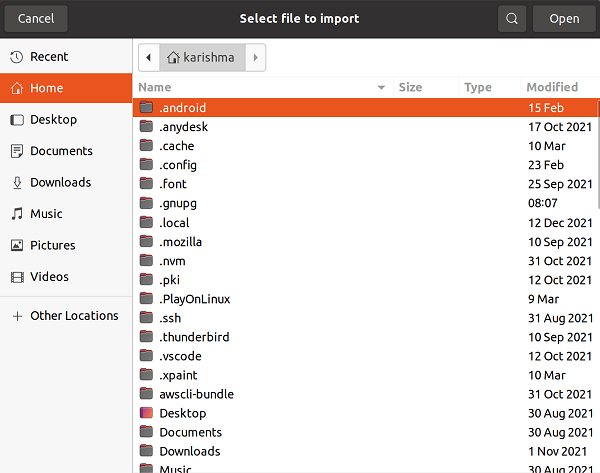 Cancel Select file to import Open
Recent
Home
Desktop
Documents
Downloads
Music
Pictures
Videos
Other Locations
karishma
Name Size Type Modified
.android 15 Feb
.anydesk 17 Oct 2021
.cache 10 Mar
.config 23 Feb
.font 25 Sep 2021
.gnupg 08:07
.local 12 Dec 2021
.mozilla 10 Sep 2021
.nvm 31 Oct 2021
.pki 12 Oct 2021
.PlayOnLinux 9 Mar
.ssh 31 Aug 2021
.thunderbird 10 Sep 2021
.vscode 12 Oct 2021
.xpaint 10 Mar
awscli-bundle 31 Oct 2021
Desktop 30 Aug 2021
Documents 30 Aug 2021
Downloads 1 Nov 2021
Music 30 Aug 2021